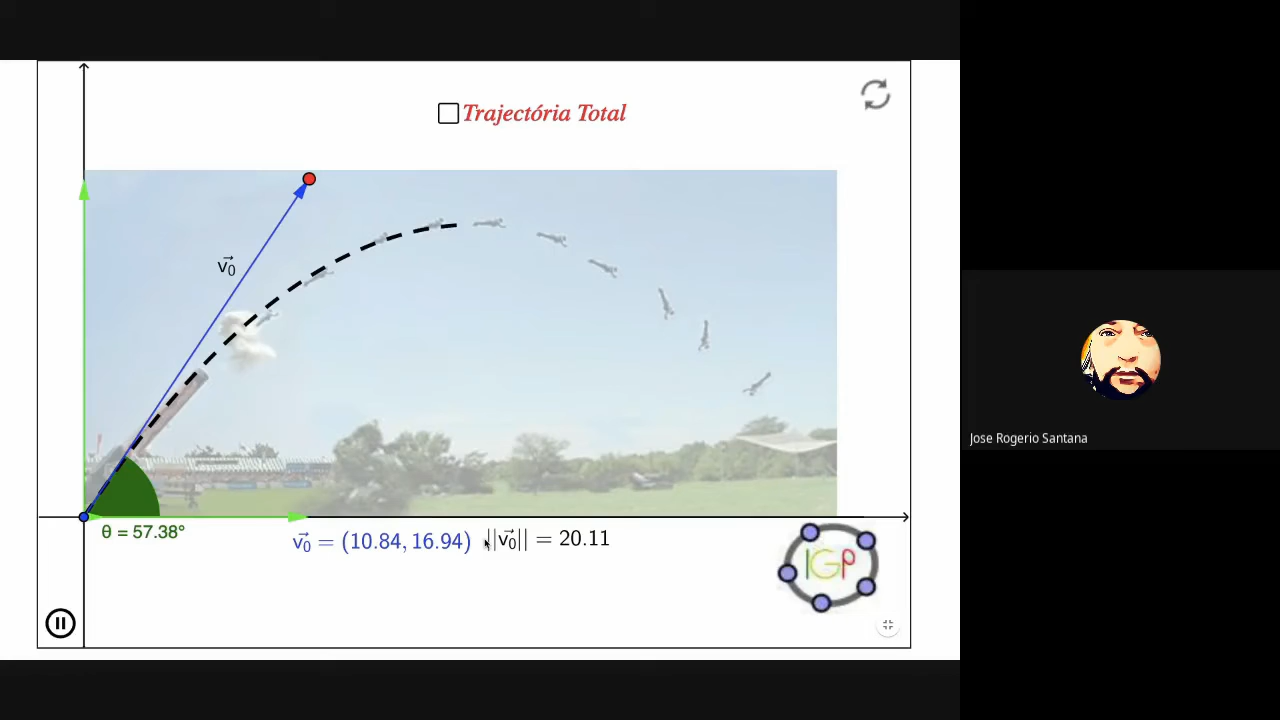 Trajectória Total
v⃗₀
θ = 57.38°
v⃗₀ = (10.84, 16.94) ||v⃗₀|| = 20.11
IGP
Jose Rogerio Santana